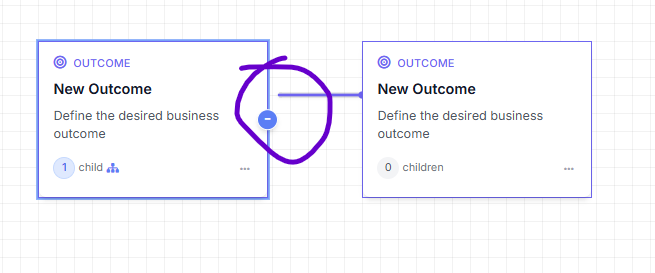 OUTCOME
New Outcome
Define the desired business
outcome
1 child
...
OUTCOME
New Outcome
Define the desired business
outcome
0 children
...